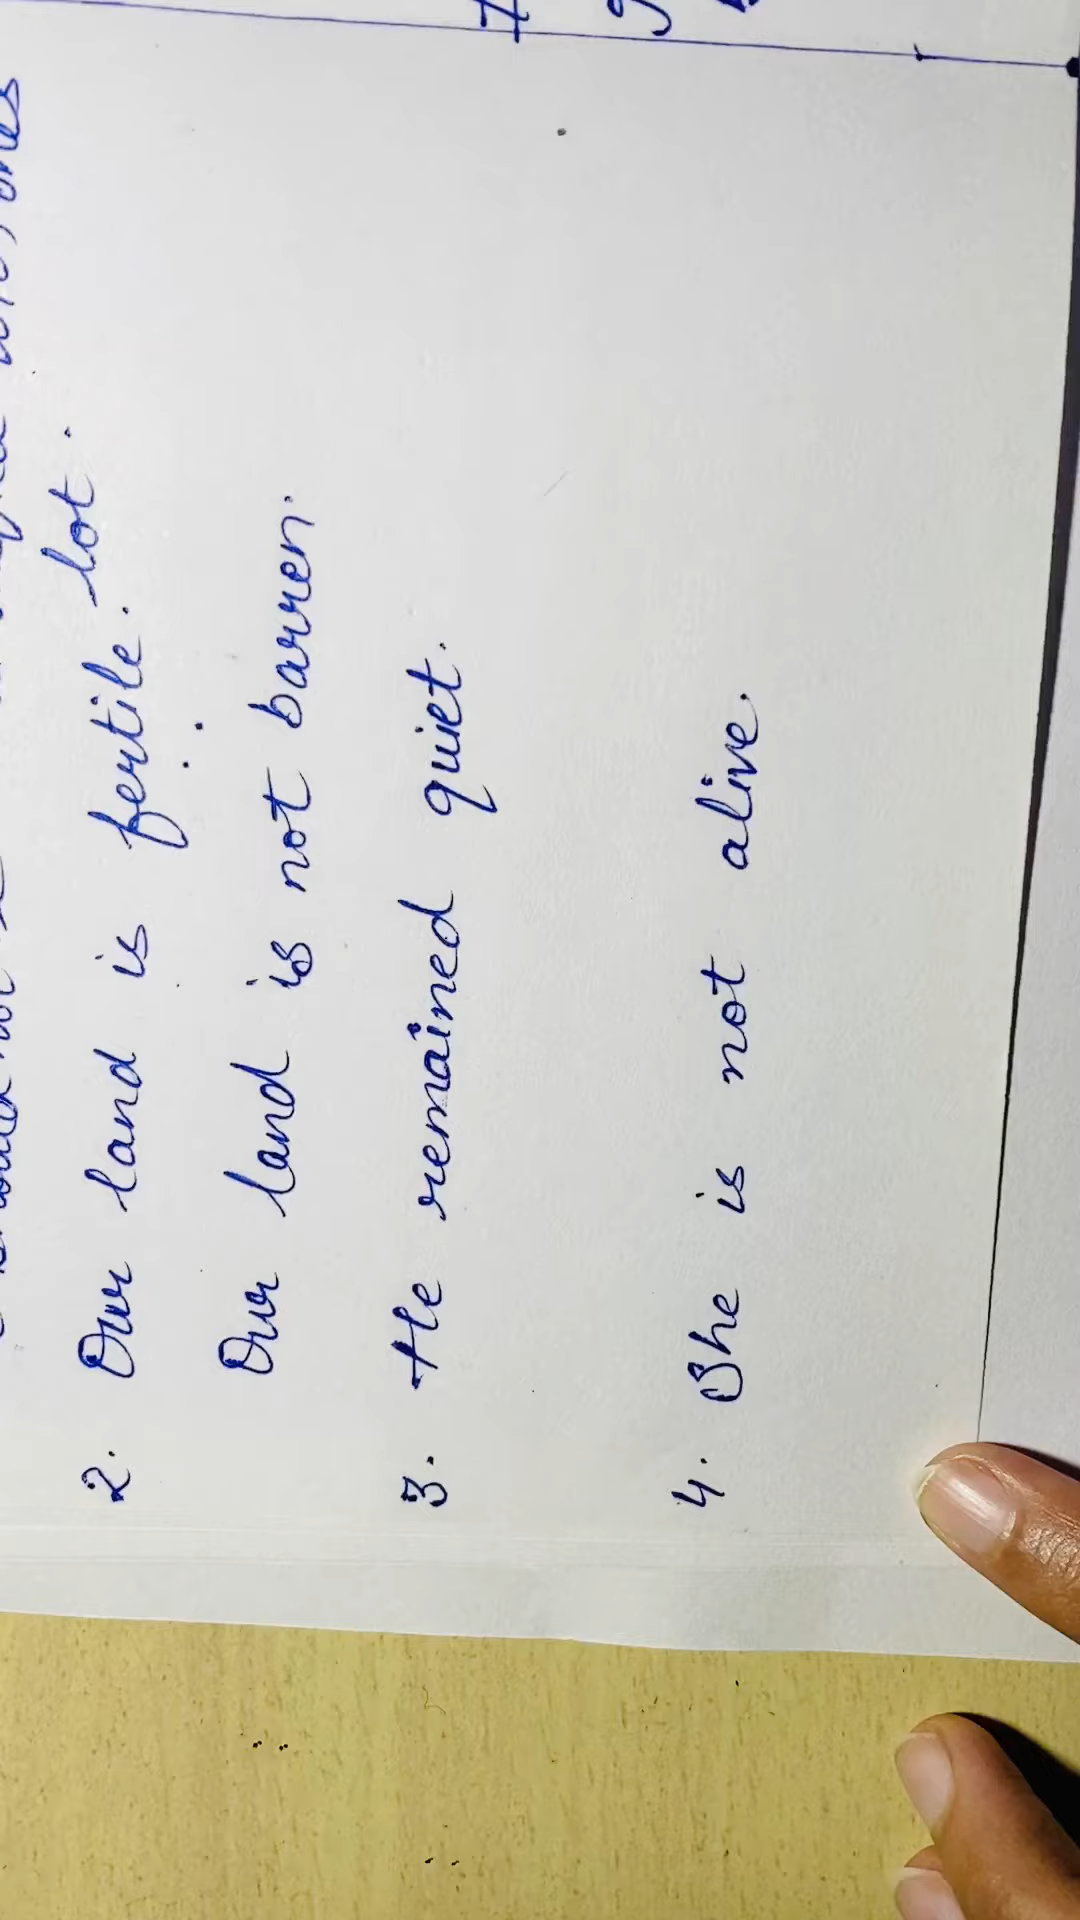 lot.
2. Our land is fertile.
Our land is not barren.
3. He remained quiet.
4. She is not alive.